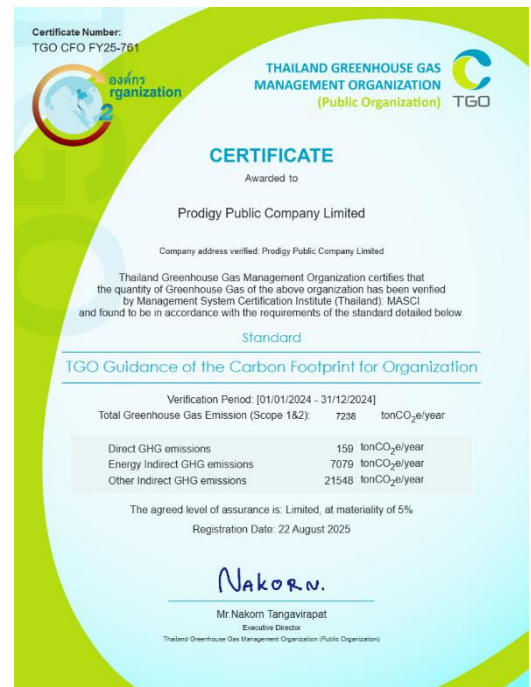 Certificate Number:
TGO CFO FY25-761
องค์กร
rganization
2
THAILAND GREENHOUSE GAS
MANAGEMENT ORGANIZATION
(Public Organization)
TGO
CERTIFICATE
Awarded to
Prodigy Public Company Limited
Company address verified: Prodigy Public Company Limited
Thailand Greenhouse Gas Management Organization certifies that
the quantity of Greenhouse Gas of the above organization has been verified
by Management System Certification Institute (Thailand): MASCI
and found to be in accordance with the requirements of the standard detailed below.
Standard
TGO Guidance of the Carbon Footprint for Organization
Verification Period: [01/01/2024 - 31/12/2024]
Total Greenhouse Gas Emission (Scope 1&2): 7238 tonCO₂e/year
Direct GHG emissions 159 tonCO₂e/year
Energy Indirect GHG emissions 7079 tonCO₂e/year
Other Indirect GHG emissions 21548 tonCO₂e/year
The agreed level of assurance is: Limited, at materiality of 5%
Registration Date: 22 August 2025
NAKORN.
Mr.Nakorn Tangavirapat
Executive Director
Thailand Greenhouse Gas Management Organization (Public Organization)